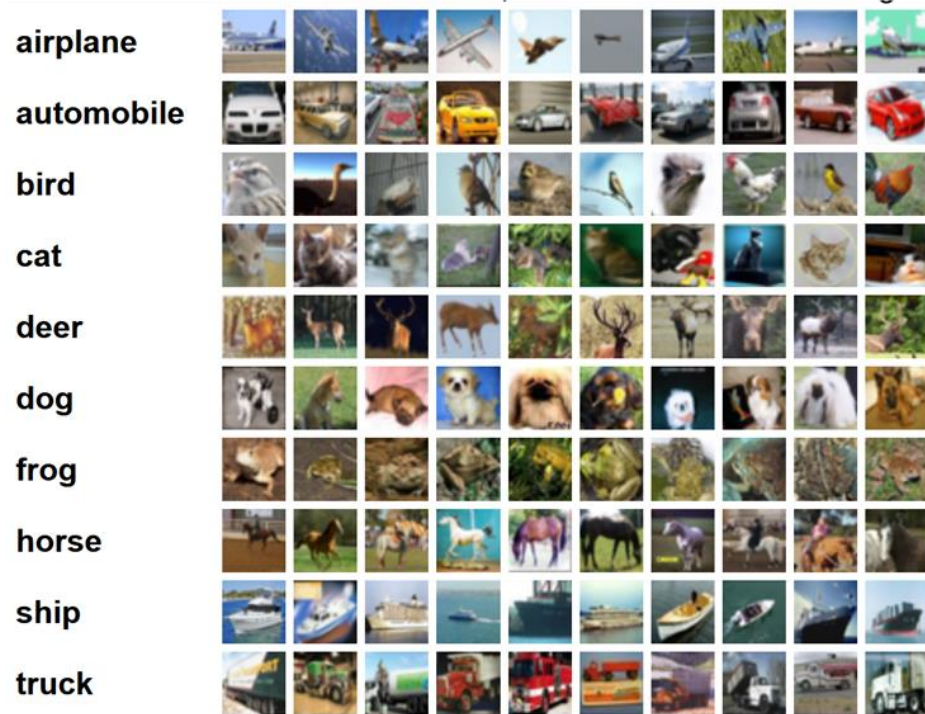 airplane
automobile
bird
cat
deer
dog
frog
horse
ship
truck